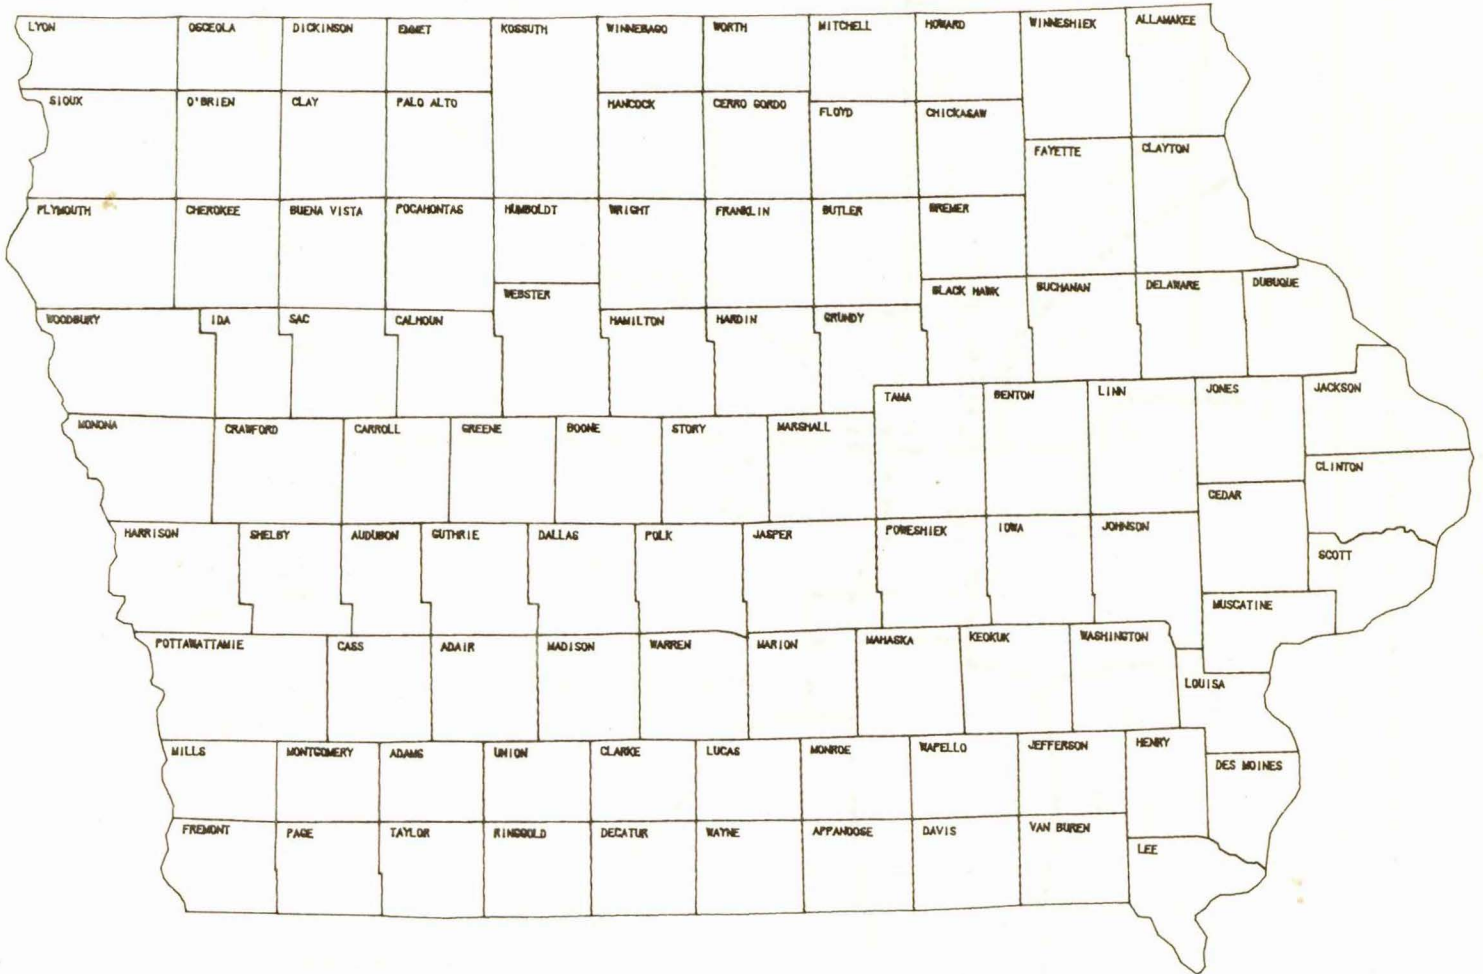 LYON
OSCEOLA
DICKINSON
EMMET
KOSSUTH
WINNEBAGO
WORTH
MITCHELL
HOWARD
WINNESHIEK
ALLAMAKEE
SIOUX
O'BRIEN
CLAY
PALO ALTO
HANCOCK
CERRO GORDO
FLOYD
CHICKASAW
FAYETTE
CLAYTON
PLYMOUTH
CHEROKEE
BUENA VISTA
POCAHONTAS
HUMBOLDT
WRIGHT
FRANKLIN
BUTLER
BREMER
WEBSTER
BLACK HAWK
BUCHANAN
DELAWARE
DUBUQUE
WOODBURY
IDA
SAC
CALHOUN
HAMILTON
HARDIN
GRUNDY
TAMA
BENTON
LINN
JONES
JACKSON
MONONA
CRAWFORD
CARROLL
GREENE
BOONE
STORY
MARSHALL
CLINTON
CEDAR
HARRISON
SHELBY
AUDUBON
GUTHRIE
DALLAS
POLK
JASPER
POWESHIEK
IOWA
JOHNSON
SCOTT
MUSCATINE
POTTAWATTAMIE
CASS
ADAIR
MADISON
WARREN
MARION
MAHASKA
KEOKUK
WASHINGTON
LOUISA
MILLS
MONTGOMERY
ADAMS
UNION
CLARKE
LUCAS
MONROE
WAPELLO
JEFFERSON
HENRY
DES MOINES
FREMONT
PAGE
TAYLOR
RINGGOLD
DECATUR
WAYNE
APPANOOSE
DAVIS
VAN BUREN
LEE